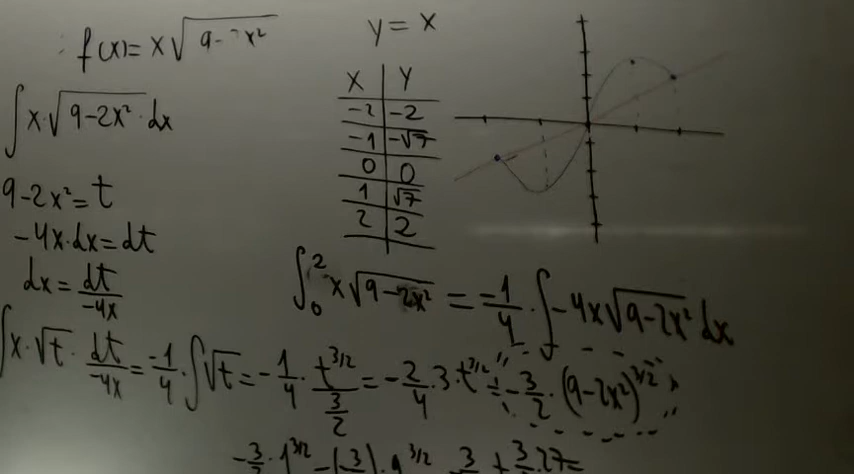 f(x) = x√(9-2x²)
y = x
∫x·√(9-2x²) dx
x y
-2 -2
-1 -√7
0 0
1 √7
2 2
9-2x² = t
-4x·dx = dt
dx = dt/-4x
∫₀² x√(9-2x²) = -1/4 · ∫-4x√(9-2x²) dx
∫x·√t · dt/-4x = -1/4 · ∫√t = -1/4 · t^(3/2)/(3/2) = -2/4 · 3 · t^(3/2) = -3/2 · (9-2x²)^(3/2)